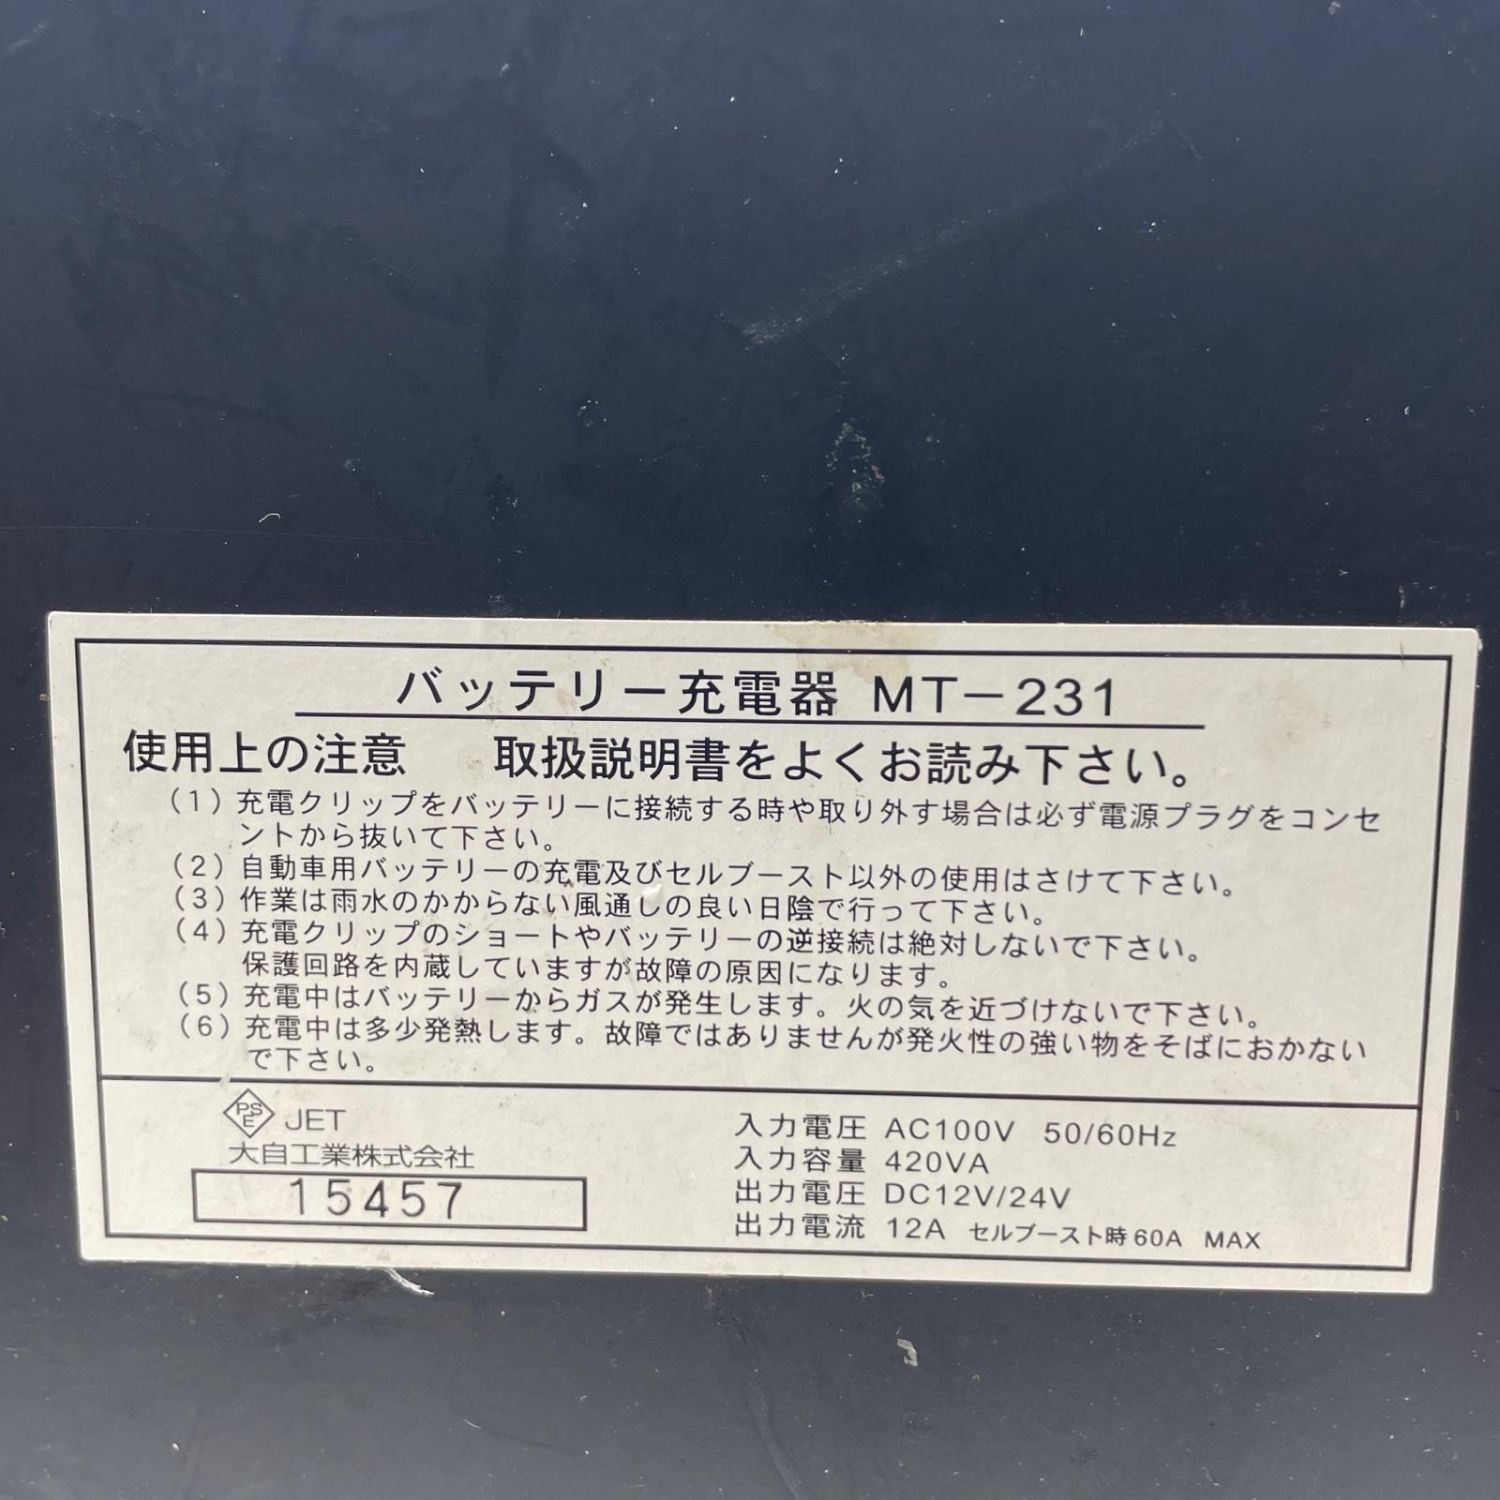 バッテリー充電器 MT－231
使用上の注意 取扱説明書をよくお読み下さい。
（1）充電クリップをバッテリーに接続する時や取り外す場合は必ず電源プラグをコンセ
ントから抜いて下さい。
（2）自動車用バッテリーの充電及びセルブースト以外の使用はさけて下さい。
（3）作業は雨水のかからない風通しの良い日陰で行って下さい。
（4）充電クリップのショートやバッテリーの逆接続は絶対しないで下さい。
保護回路を内蔵していますが故障の原因になります。
（5）充電中はバッテリーからガスが発生します。火の気を近づけないで下さい。
（6）充電中は多少発熱します。故障ではありませんが発火性の強い物をそばにおかない
で下さい。
PSE JET
大自工業株式会社
15457
入力電圧 AC100V 50/60Hz
入力容量 420VA
出力電圧 DC12V/24V
出力電流 12A セルブースト時60A MAX